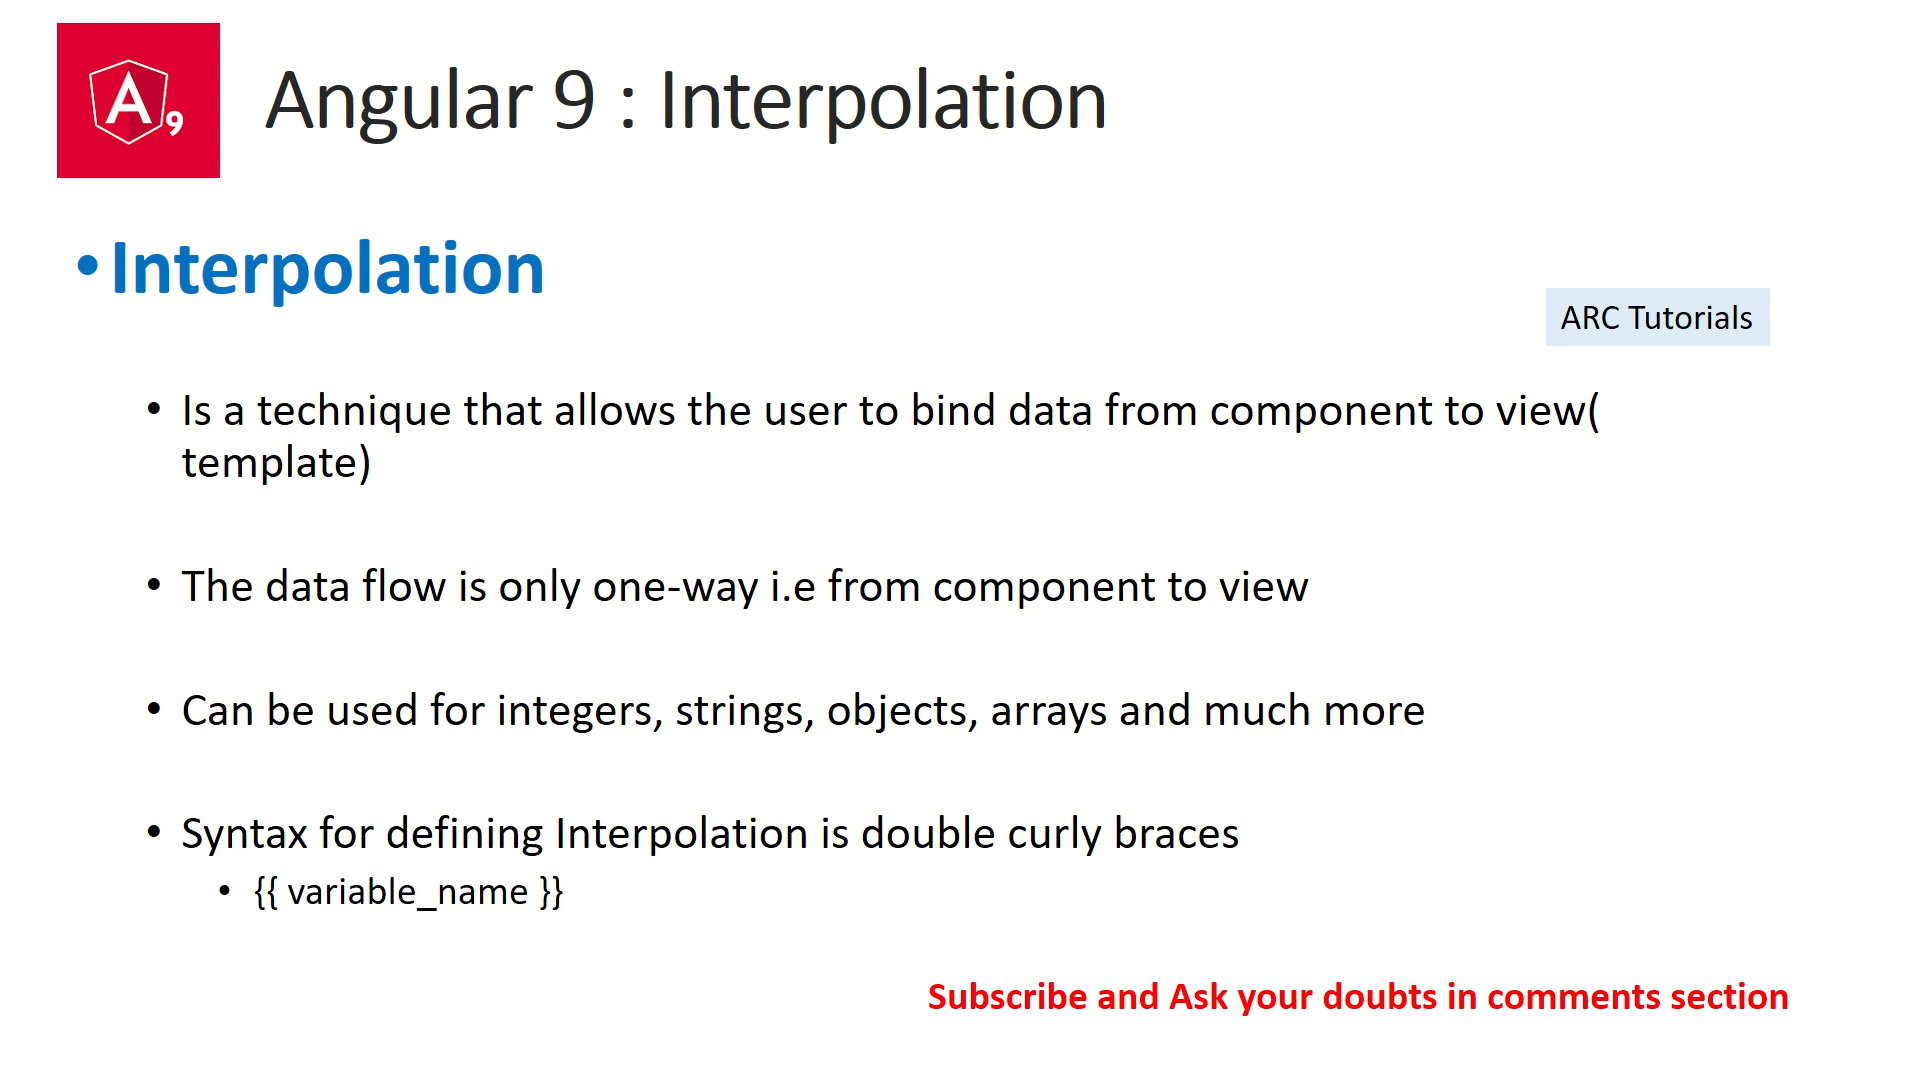 A9
Angular 9 : Interpolation
• Interpolation
ARC Tutorials
• Is a technique that allows the user to bind data from component to view(
template)
• The data flow is only one-way i.e from component to view
• Can be used for integers, strings, objects, arrays and much more
• Syntax for defining Interpolation is double curly braces
• {{ variable_name }}
Subscribe and Ask your doubts in comments section